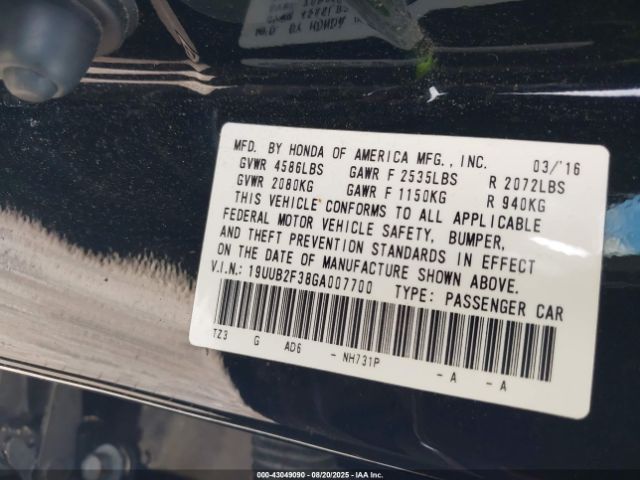 MFD. BY HONDA OF AMERICA MFG., INC. 03/'16
GVWR 4586LBS GAWR F 2535LBS R 2072LBS
GVWR 2080KG GAWR F 1150KG R 940KG
THIS VEHICLE CONFORMS TO ALL APPLICABLE
FEDERAL MOTOR VEHICLE SAFETY, BUMPER,
AND THEFT PREVENTION STANDARDS IN EFFECT
ON THE DATE OF MANUFACTURE SHOWN ABOVE.
V.I.N.: 19UUB2F38GA007700 TYPE: PASSENGER CAR
TZ3 G AD6 - NH731P - A - A
000-43049090 - 08/20/2025 - IAA Inc.